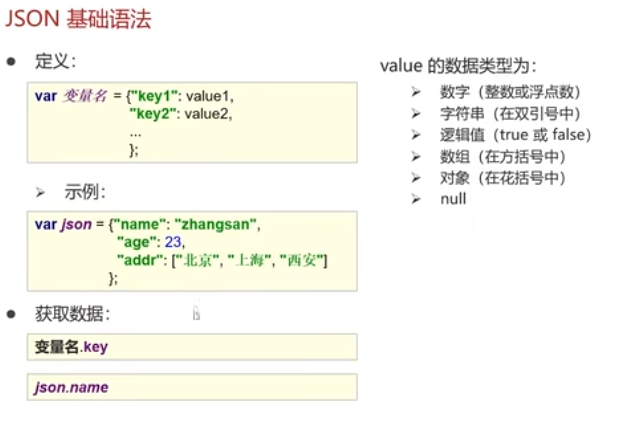 JSON 基础语法
● 定义：
var 变量名 = {"key1": value1,
"key2": value2,
...
};
➢ 示例：
var json = {"name": "zhangsan",
"age": 23,
"addr": ["北京", "上海", "西安"]
};
● 获取数据：
变量名.key
json.name
value 的数据类型为：
➢ 数字（整数或浮点数）
➢ 字符串（在双引号中）
➢ 逻辑值（true 或 false）
➢ 数组（在方括号中）
➢ 对象（在花括号中）
➢ null